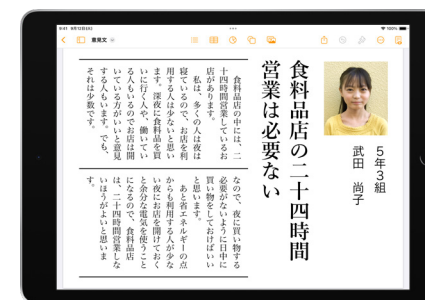 9:41 9月12日(火)
100%
意見文
5年3組
武田 尚子
食料品店の二十四時間
営業は必要ない
食料品店の中には、二
十四時間営業しているお
店があります。
私は、多くの人は夜は
寝ているので、お店を利
用する人は少ないと思い
ます。深夜に食料品を買
いに行く人や、働いてい
る人もいるのでお店は開
いている方がいいと意見
する人もいます。でも、
それは少数です。
なので、夜に買い物する
必要がないように日中に
買い物をしておけばいい
と思います。
あと省エネルギーの点
からも利用する人が少な
い夜にお店を開けておく
と余分な電気を使うこと
になるので、食料品店
は、二十四時間営業しな
いほうがよいと思いま
す。